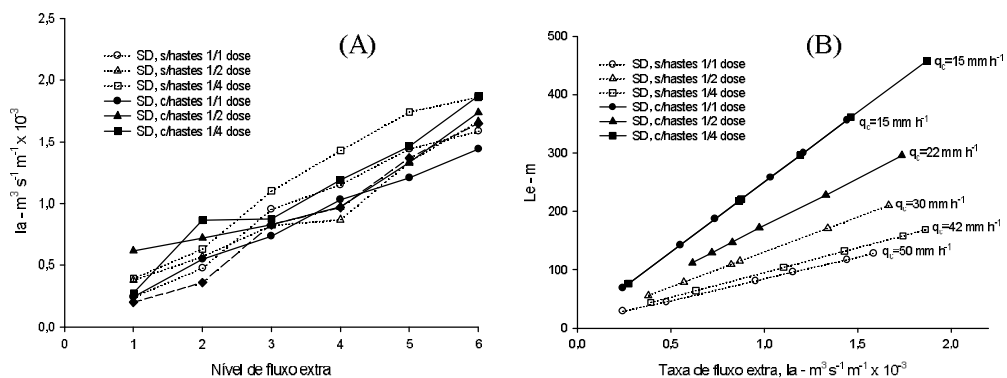 (A)
2,5
2,0
1,5
1,0
0,5
0,0
Ia - m³ s⁻¹ m⁻¹ x 10⁻³
SD, s/hastes 1/1 dose
SD, s/hastes 1/2 dose
SD, s/hastes 1/4 dose
SD, c/hastes 1/1 dose
SD, c/hastes 1/2 dose
SD, c/hastes 1/4 dose
0 1 2 3 4 5 6
Nível de fluxo extra
(B)
500
400
300
200
100
0
Le - m
SD, s/hastes 1/1 dose
SD, s/hastes 1/2 dose
SD, s/hastes 1/4 dose
SD, c/hastes 1/1 dose
SD, c/hastes 1/2 dose
SD, c/hastes 1/4 dose
q꜀=15 mm h⁻¹
q꜀=15 mm h⁻¹
q꜀=22 mm h⁻¹
q꜀=30 mm h⁻¹
q꜀=42 mm h⁻¹
q꜀=50 mm h⁻¹
0,0 0,5 1,0 1,5 2,0
Taxa de fluxo extra, Ia - m³ s⁻¹ m⁻¹ x 10⁻³